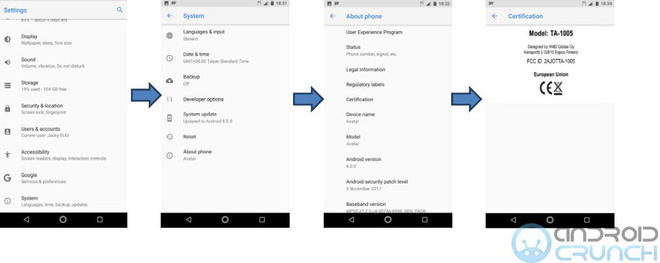 Settings
Display
Wallpaper, sleep, font size
Sound
Volume, vibration, Do not disturb
Storage
19% used - 104 GB free
Security & location
Screen lock, fingerprint
Users & accounts
Current user: Jacky KUO
Accessibility
Screen readers, display, interaction controls
Google
Services & preferences
System
Languages, time, backup, updates
18:31
System
Languages & input
Gboard
Date & time
GMT+08:00 Taipei Standard Time
Backup
Off
Developer options
System update
Updated to Android 8.0.0
Reset
About phone
Avatar
18:33
About phone
User Experience Program
Status
Phone number, signal, etc.
Legal information
Regulatory labels
Certification
Device name
Avatar
Model
Avatar
Android version
8.0.0
Android security patch level
5 November 2017
Baseband version
18:34
Certification
Model: TA-1005
Designed by HMD Global Oy
Karaportti 2 02610 Espoo Finland
FCC ID: 2AJOTTA-1005
European Union
CE
ANDROID
CRUNCH